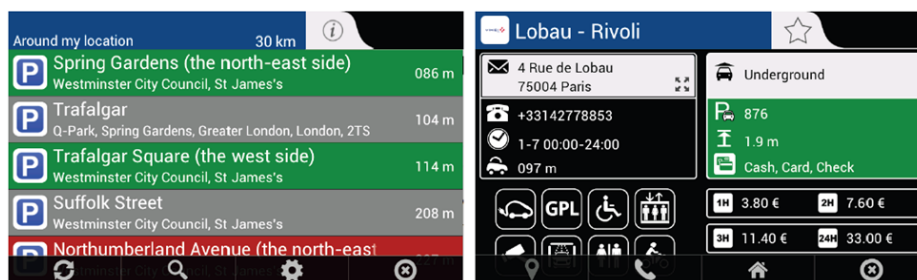 Around my location 30 km
Spring Gardens (the north-east side)
Westminster City Council, St James's
086 m
Trafalgar
Q-Park, Spring Gardens, Greater London, London, 2TS
104 m
Trafalgar Square (the west side)
Westminster City Council, St James's
114 m
Suffolk Street
Westminster City Council, St James's
208 m
Northumberland Avenue (the north-east
Lobau - Rivoli
4 Rue de Lobau
75004 Paris
+33142778853
1-7 00:00-24:00
097 m
Underground
876
1.9 m
Cash, Card, Check
GPL
1H 3.80 € 2H 7.60 €
3H 11.40 € 24H 33.00 €